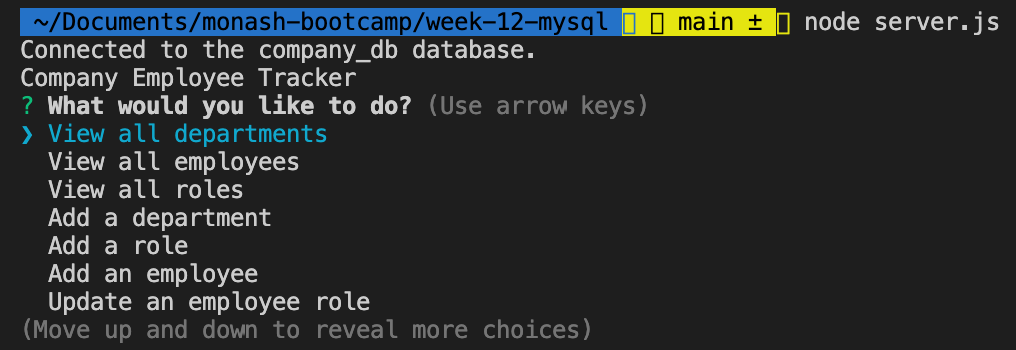 ~/Documents/monash-bootcamp/week-12-mysql main ± node server.js
Connected to the company_db database.
Company Employee Tracker
? What would you like to do? (Use arrow keys)
❯ View all departments
View all employees
View all roles
Add a department
Add a role
Add an employee
Update an employee role
(Move up and down to reveal more choices)